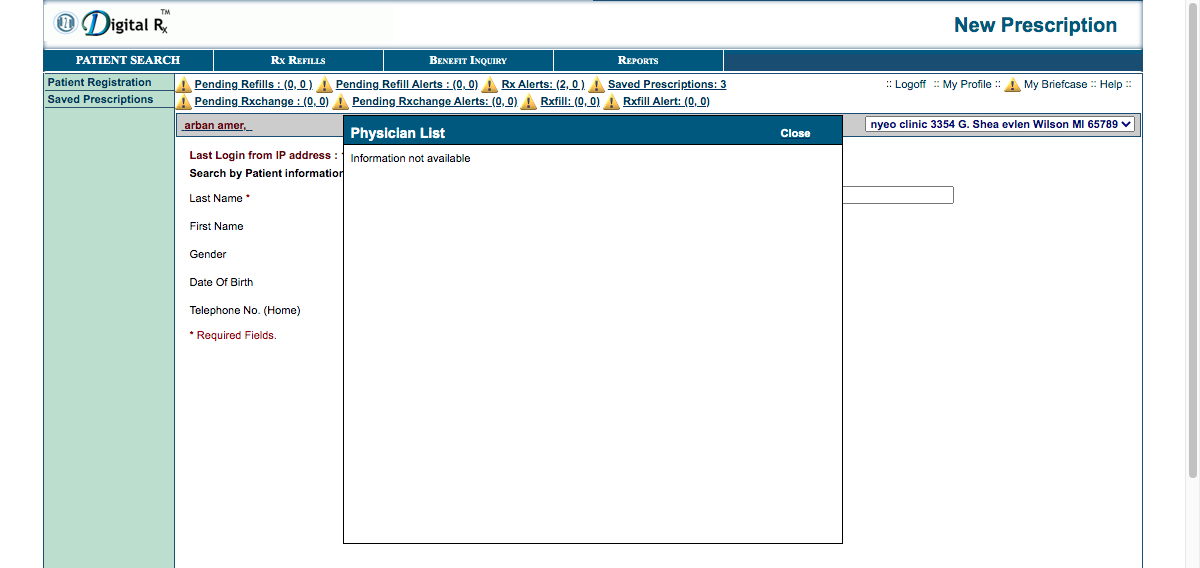 Digital Rx TM
New Prescription
PATIENT SEARCH
RX REFILLS
BENEFIT INQUIRY
REPORTS
Patient Registration
Saved Prescriptions
Pending Refills : (0, 0 ) Pending Refill Alerts : (0, 0) Rx Alerts: (2, 0 ) Saved Prescriptions: 3
:: Logoff :: My Profile :: My Briefcase :: Help ::
Pending Rxchange : (0, 0) Pending Rxchange Alerts: (0, 0) Rxfill: (0, 0) Rxfill Alert: (0, 0)
arban amer,
nyeo clinic 3354 G. Shea evlen Wilson MI 65789
Physician List
Close
Information not available
Last Login from IP address :
Search by Patient information
Last Name *
First Name
Gender
Date Of Birth
Telephone No. (Home)
* Required Fields.